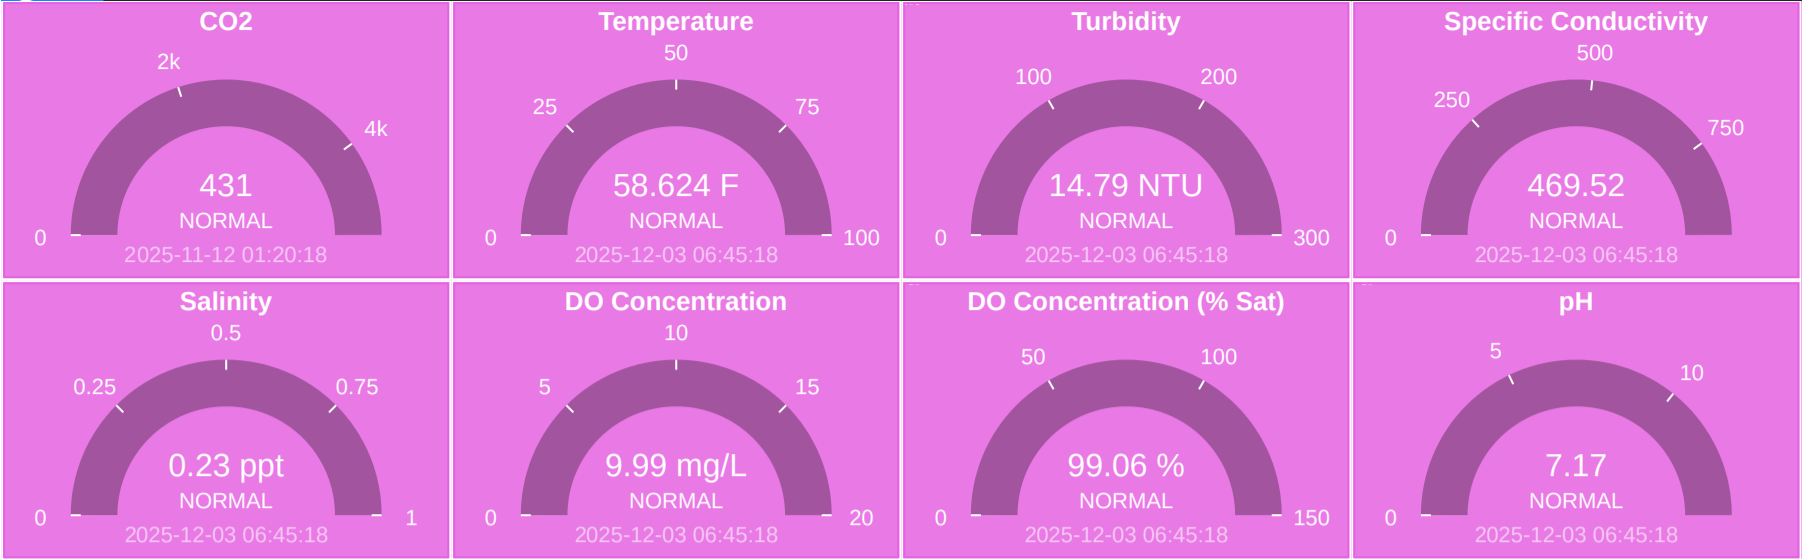 CO2
2k
4k
0
431
NORMAL
2025-11-12 01:20:18
Temperature
50
25
75
0
100
58.624 F
NORMAL
2025-12-03 06:45:18
Turbidity
100
200
0
300
14.79 NTU
NORMAL
2025-12-03 06:45:18
Specific Conductivity
500
250
750
0
469.52
NORMAL
2025-12-03 06:45:18
Salinity
0.5
0.25
0.75
0
1
0.23 ppt
NORMAL
2025-12-03 06:45:18
DO Concentration
10
5
15
0
20
9.99 mg/L
NORMAL
2025-12-03 06:45:18
DO Concentration (% Sat)
50
100
0
150
99.06 %
NORMAL
2025-12-03 06:45:18
pH
5
10
0
7.17
NORMAL
2025-12-03 06:45:18